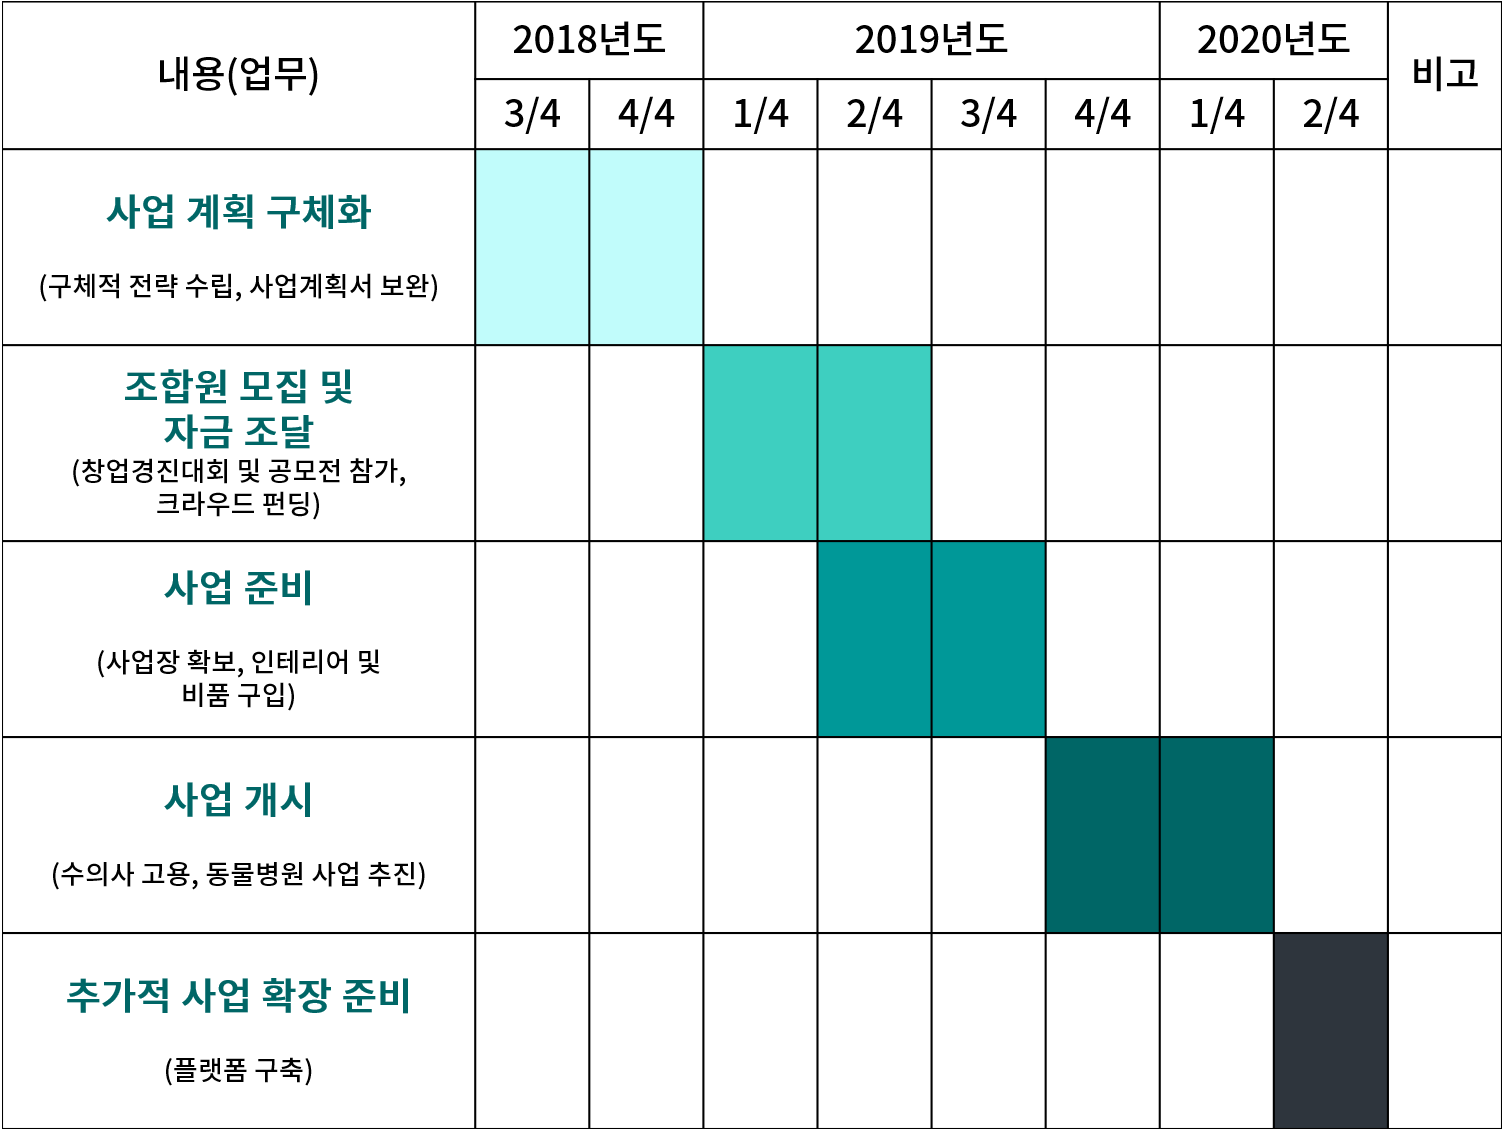 내용(업무)
2018년도
2019년도
2020년도
비고
3/4
4/4
1/4
2/4
3/4
4/4
1/4
2/4
사업 계획 구체화
(구체적 전략 수립, 사업계획서 보완)
조합원 모집 및
자금 조달
(창업경진대회 및 공모전 참가,
크라우드 펀딩)
사업 준비
(사업장 확보, 인테리어 및
비품 구입)
사업 개시
(수의사 고용, 동물병원 사업 추진)
추가적 사업 확장 준비
(플랫폼 구축)